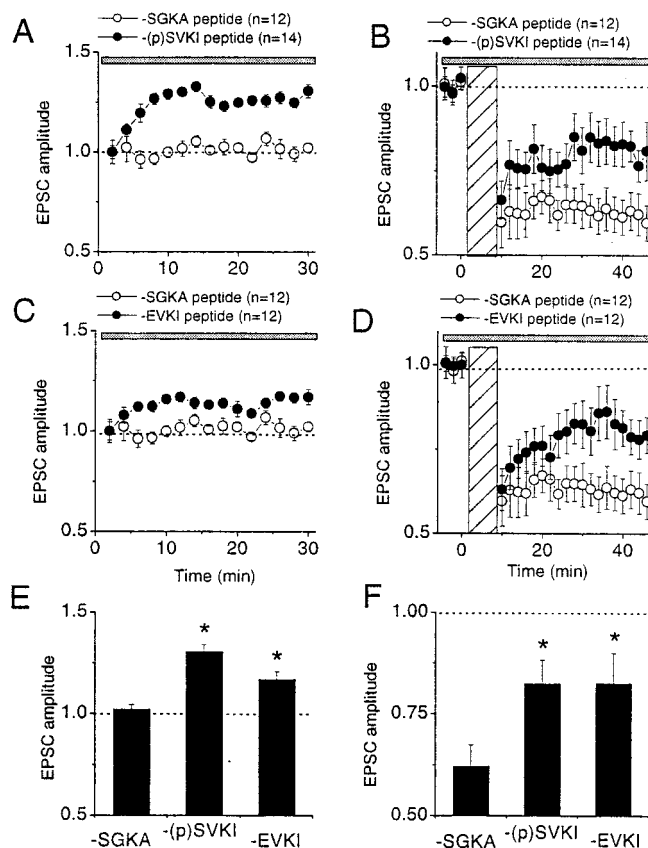 A
-SGKA peptide (n=12)
-(p)SVKI peptide (n=14)
1.5
1.0
0.5
EPSC amplitude
0
10
20
30
B
-SGKA peptide (n=12)
-(p)SVKI peptide (n=14)
1.0
0.5
EPSC amplitude
0
20
40
C
-SGKA peptide (n=12)
-EVKI peptide (n=12)
1.5
1.0
0.5
EPSC amplitude
0
10
20
30
Time (min)
D
-SGKA peptide (n=12)
-EVKI peptide (n=12)
1.0
0.5
EPSC amplitude
0
20
40
Time (min)
E
1.5
1.0
0.5
EPSC amplitude
*
*
-SGKA
-(p)SVKI
-EVKI
F
1.00
0.75
0.50
EPSC amplitude
*
*
-SGKA
-(p)SVKI
-EVKI